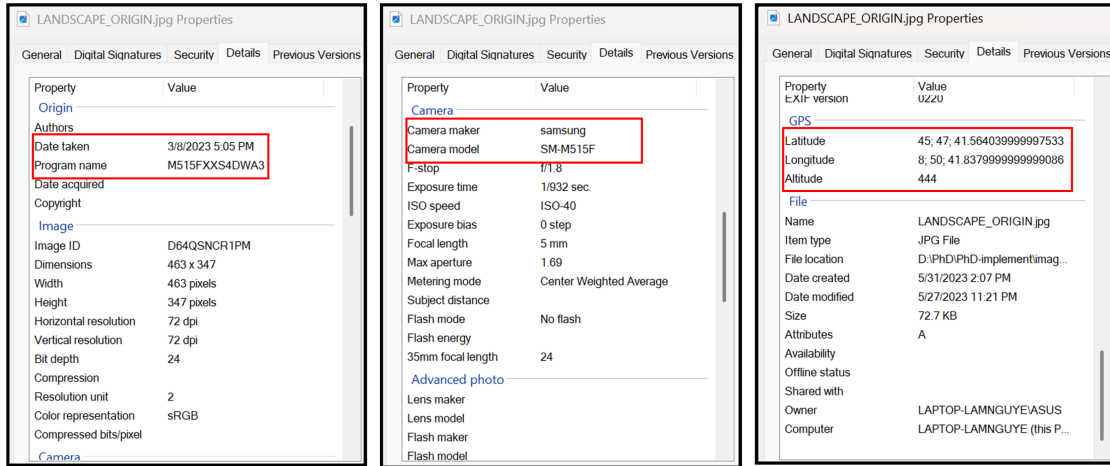 LANDSCAPE_ORIGIN.jpg Properties
General Digital Signatures Security Details Previous Versions
Property Value
Origin
Authors
Date taken 3/8/2023 5:05 PM
Program name M515FXXS4DWA3
Date acquired
Copyright
Image
Image ID D64QSNCR1PM
Dimensions 463 x 347
Width 463 pixels
Height 347 pixels
Horizontal resolution 72 dpi
Vertical resolution 72 dpi
Bit depth 24
Compression
Resolution unit 2
Color representation sRGB
Compressed bits/pixel
Camera
LANDSCAPE_ORIGIN.jpg Properties
General Digital Signatures Security Details Previous Versions
Property Value
Camera
Camera maker samsung
Camera model SM-M515F
F-stop f/1.8
Exposure time 1/932 sec.
ISO speed ISO-40
Exposure bias 0 step
Focal length 5 mm
Max aperture 1.69
Metering mode Center Weighted Average
Subject distance
Flash mode No flash
Flash energy
35mm focal length 24
Advanced photo
Lens maker
Lens model
Flash maker
Flash model
LANDSCAPE_ORIGIN.jpg Properties
General Digital Signatures Security Details Previous Versions
Property Value
EXIF version 0220
GPS
Latitude 45; 47; 41.564039999997533
Longitude 8; 50; 41.8379999999999086
Altitude 444
File
Name LANDSCAPE_ORIGIN.jpg
Item type JPG File
File location D:\PhD\PhD-implement\imag...
Date created 5/31/2023 2:07 PM
Date modified 5/27/2023 11:21 PM
Size 72.7 KB
Attributes A
Availability
Offline status
Shared with
Owner LAPTOP-LAMNGUYE\ASUS
Computer LAPTOP-LAMNGUYE (this P...